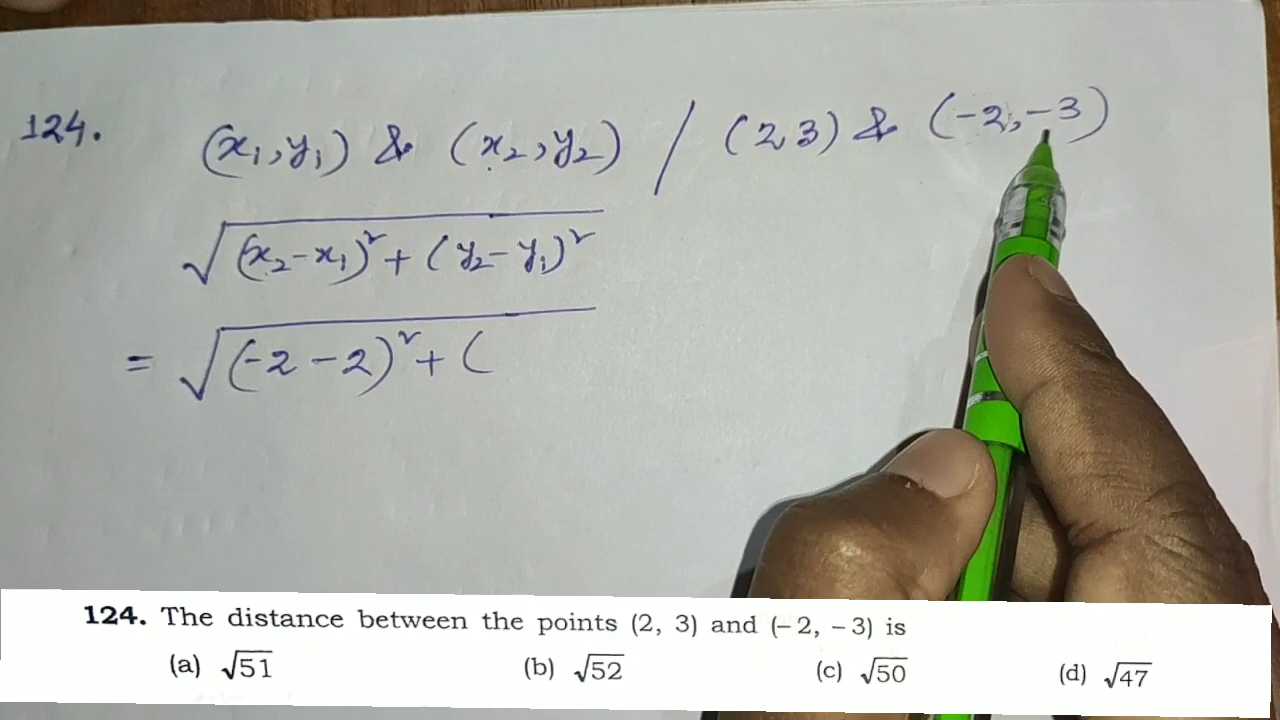 124. (x₁, y₁) & (x₂, y₂) / (2, 3) & (-2, -3)
√(x₂ - x₁)² + (y₂ - y₁)²
= √(-2 - 2)² + (
124. The distance between the points (2, 3) and (– 2, – 3) is
(a) √51 (b) √52 (c) √50 (d) √47